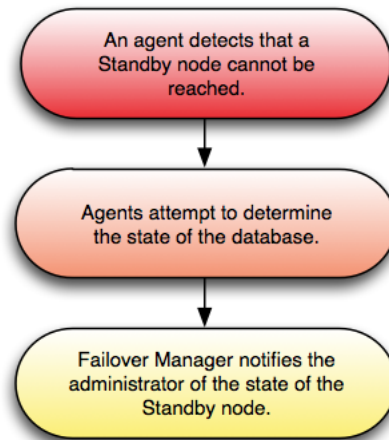 An agent detects that a
Standby node cannot be
reached.
Agents attempt to determine
the state of the database.
Failover Manager notifies the
administrator of the state of the
Standby node.